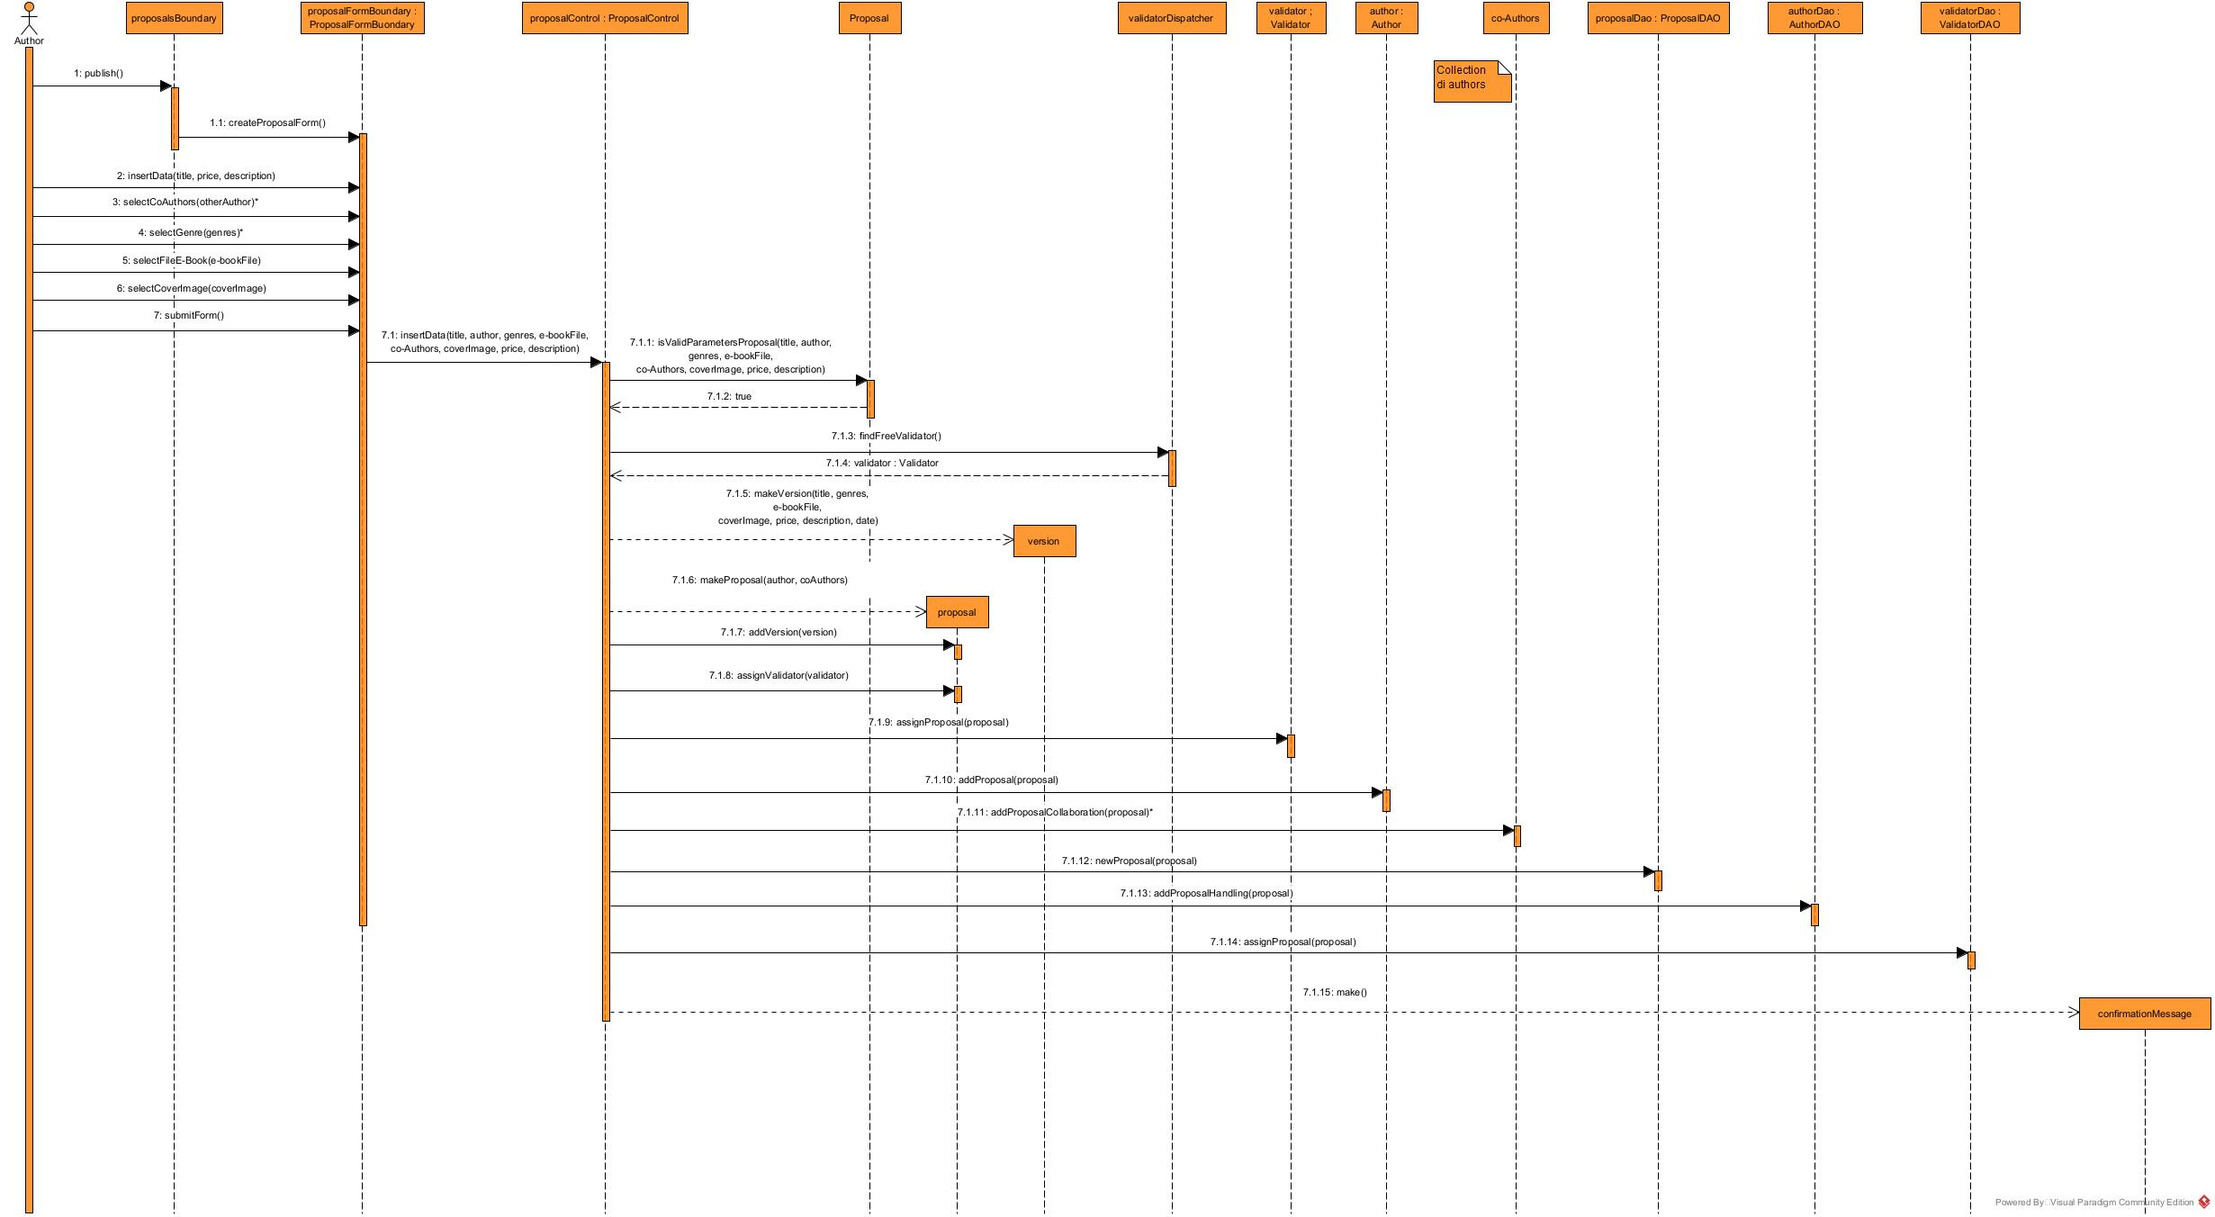 Author
proposalsBoundary
proposalFormBoundary :
ProposalFormBuondary
proposalControl : ProposalControl
Proposal
validatorDispatcher
validator ;
Validator
author :
Author
co-Authors
proposalDao : ProposalDAO
authorDao :
AuthorDAO
validatorDao :
ValidatorDAO
Collection
di authors
1: publish()
1.1: createProposalForm()
2: insertData(title, price, description)
3: selectCoAuthors(otherAuthor)*
4: selectGenre(genres)*
5: selectFileE-Book(e-bookFile)
6: selectCoverImage(coverImage)
7: submitForm()
7.1: insertData(title, author, genres, e-bookFile,
co-Authors, coverImage, price, description)
7.1.1: isValidParametersProposal(title, author,
genres, e-bookFile,
co-Authors, coverImage, price, description)
7.1.2: true
7.1.3: findFreeValidator()
7.1.4: validator : Validator
7.1.5: makeVersion(title, genres,
e-bookFile,
coverImage, price, description, date)
version
7.1.6: makeProposal(author, coAuthors)
proposal
7.1.7: addVersion(version)
7.1.8: assignValidator(validator)
7.1.9: assignProposal(proposal)
7.1.10: addProposal(proposal)
7.1.11: addProposalCollaboration(proposal)*
7.1.12: newProposal(proposal)
7.1.13: addProposalHandling(proposal)
7.1.14: assignProposal(proposal)
7.1.15: make()
confirmationMessage
Powered By Visual Paradigm Community Edition